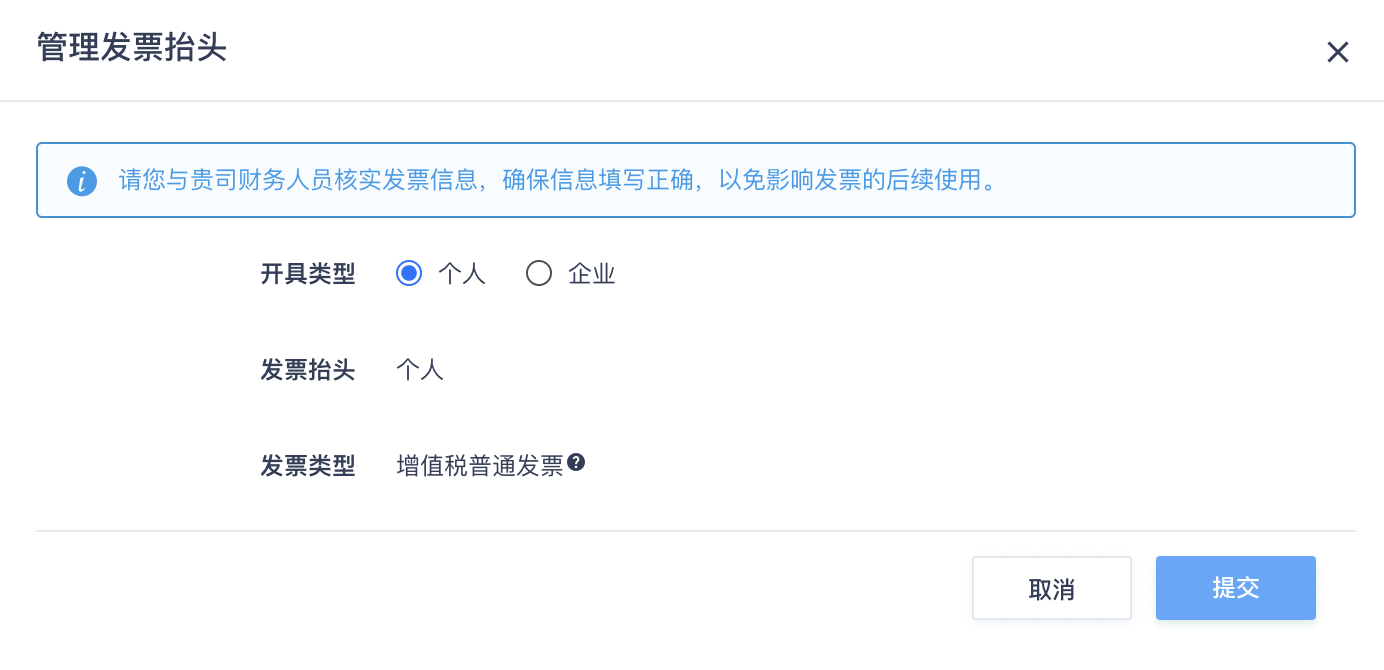 管理发票抬头
请您与贵司财务人员核实发票信息，确保信息填写正确，以免影响发票的后续使用。
开具类型 个人 企业
发票抬头 个人
发票类型 增值税普通发票
取消 提交